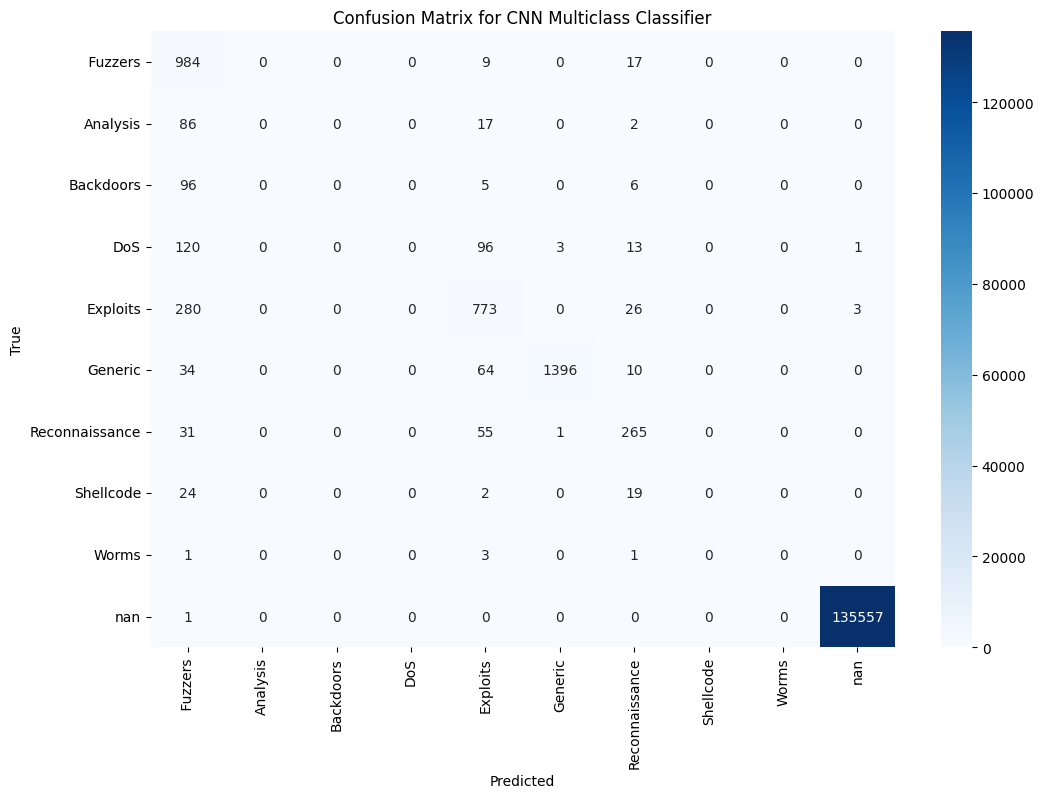 Confusion Matrix for CNN Multiclass Classifier
True
Fuzzers 984 0 0 0 9 0 17 0 0 0
Analysis 86 0 0 0 17 0 2 0 0 0
Backdoors 96 0 0 0 5 0 6 0 0 0
DoS 120 0 0 0 96 3 13 0 0 1
Exploits 280 0 0 0 773 0 26 0 0 3
Generic 34 0 0 0 64 1396 10 0 0 0
Reconnaissance 31 0 0 0 55 1 265 0 0 0
Shellcode 24 0 0 0 2 0 19 0 0 0
Worms 1 0 0 0 3 0 1 0 0 0
nan 1 0 0 0 0 0 0 0 0 135557
Fuzzers Analysis Backdoors DoS Exploits Generic Reconnaissance Shellcode Worms nan
Predicted
120000
100000
80000
60000
40000
20000
0